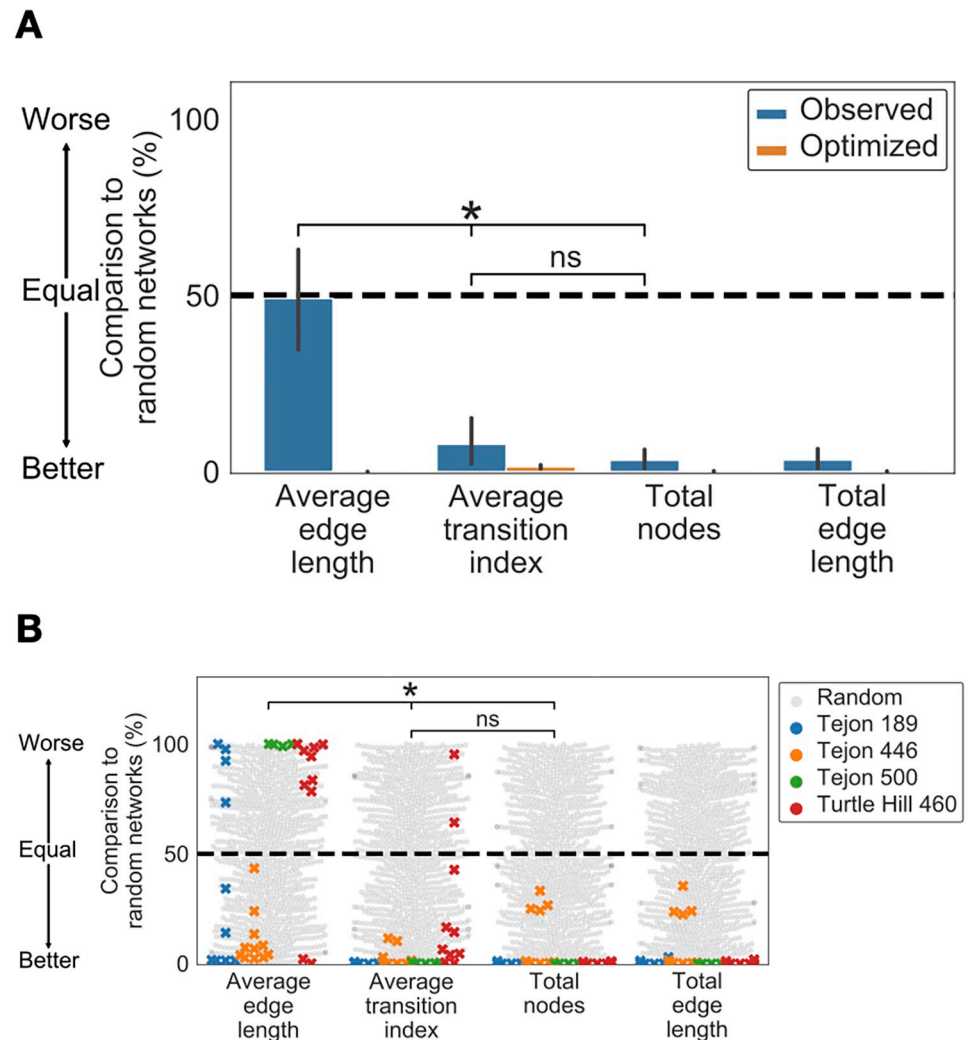 A
Worse
Equal
Better
Comparison to
random networks (%)
100
50
0
Observed
Optimized
*
ns
Average
edge
length
Average
transition
index
Total
nodes
Total
edge
length
B
Worse
Equal
Better
Comparison to
random networks (%)
100
50
0
*
ns
Random
Tejon 189
Tejon 446
Tejon 500
Turtle Hill 460
Average
edge
length
Average
transition
index
Total
nodes
Total
edge
length